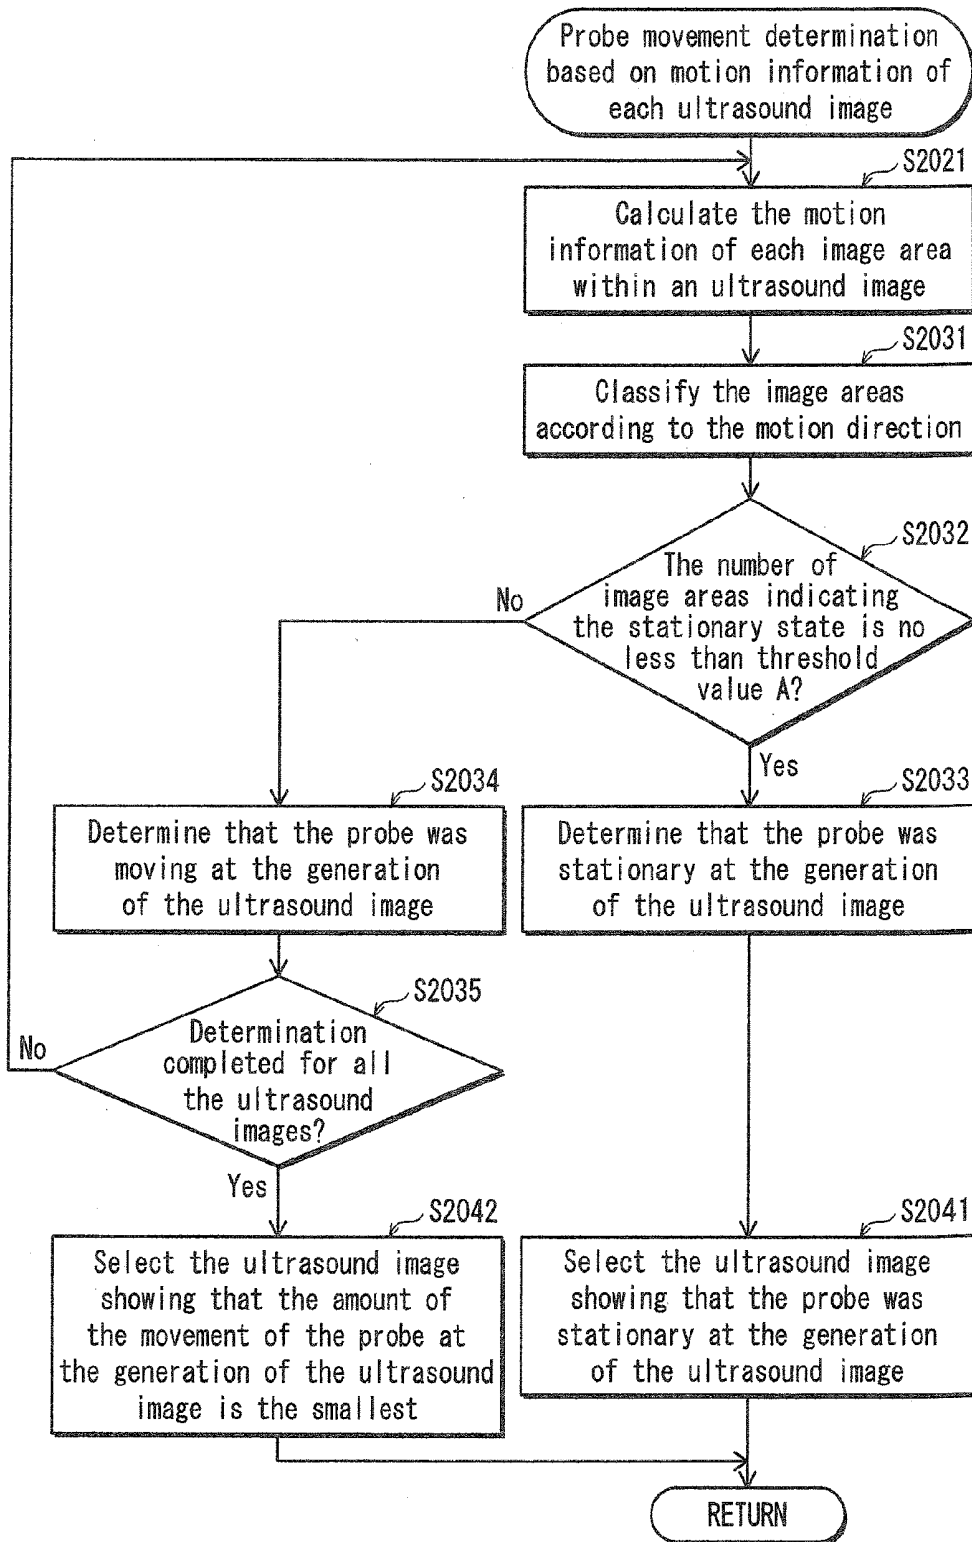 Probe movement determination
based on motion information of
each ultrasound image
S2021
Calculate the motion
information of each image area
within an ultrasound image
S2031
Classify the image areas
according to the motion direction
S2032
The number of
image areas indicating
the stationary state is no
less than threshold
value A?
No
Yes
S2034
Determine that the probe was
moving at the generation
of the ultrasound image
S2033
Determine that the probe was
stationary at the generation
of the ultrasound image
S2035
Determination
completed for all
the ultrasound
images?
No
Yes
S2042
Select the ultrasound image
showing that the amount of
the movement of the probe at
the generation of the ultrasound
image is the smallest
S2041
Select the ultrasound image
showing that the probe was
stationary at the generation
of the ultrasound image
RETURN